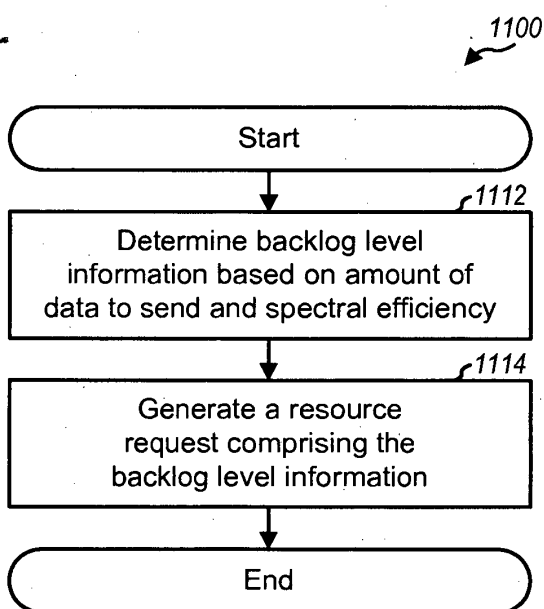 1100
Start
1112
Determine backlog level
information based on amount of
data to send and spectral efficiency
1114
Generate a resource
request comprising the
backlog level information
End